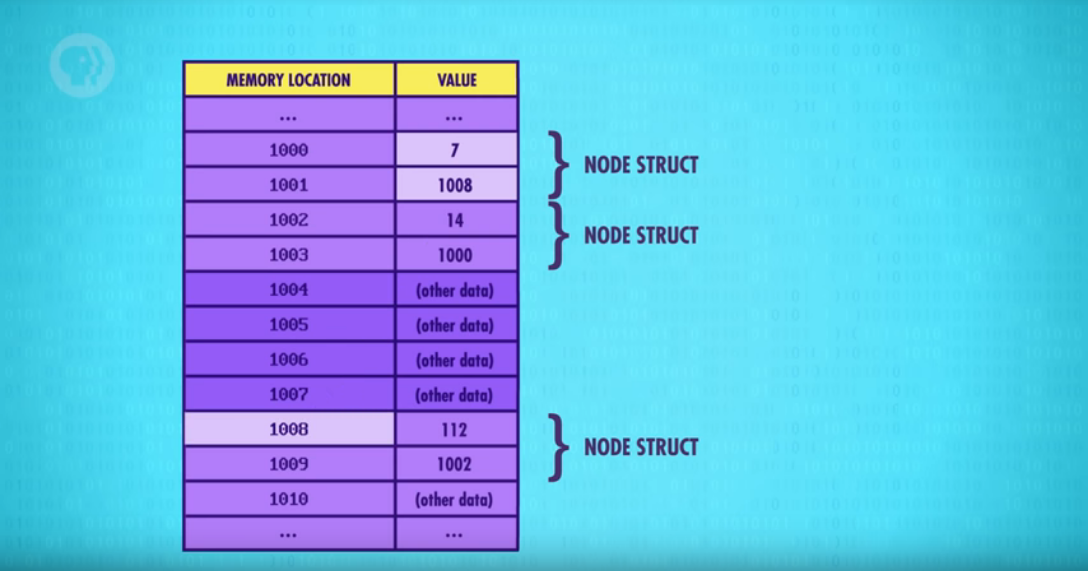 MEMORY LOCATION VALUE
... ...
1000 7
1001 1008
NODE STRUCT
1002 14
1003 1000
NODE STRUCT
1004 (other data)
1005 (other data)
1006 (other data)
1007 (other data)
1008 112
1009 1002
NODE STRUCT
1010 (other data)
... ...